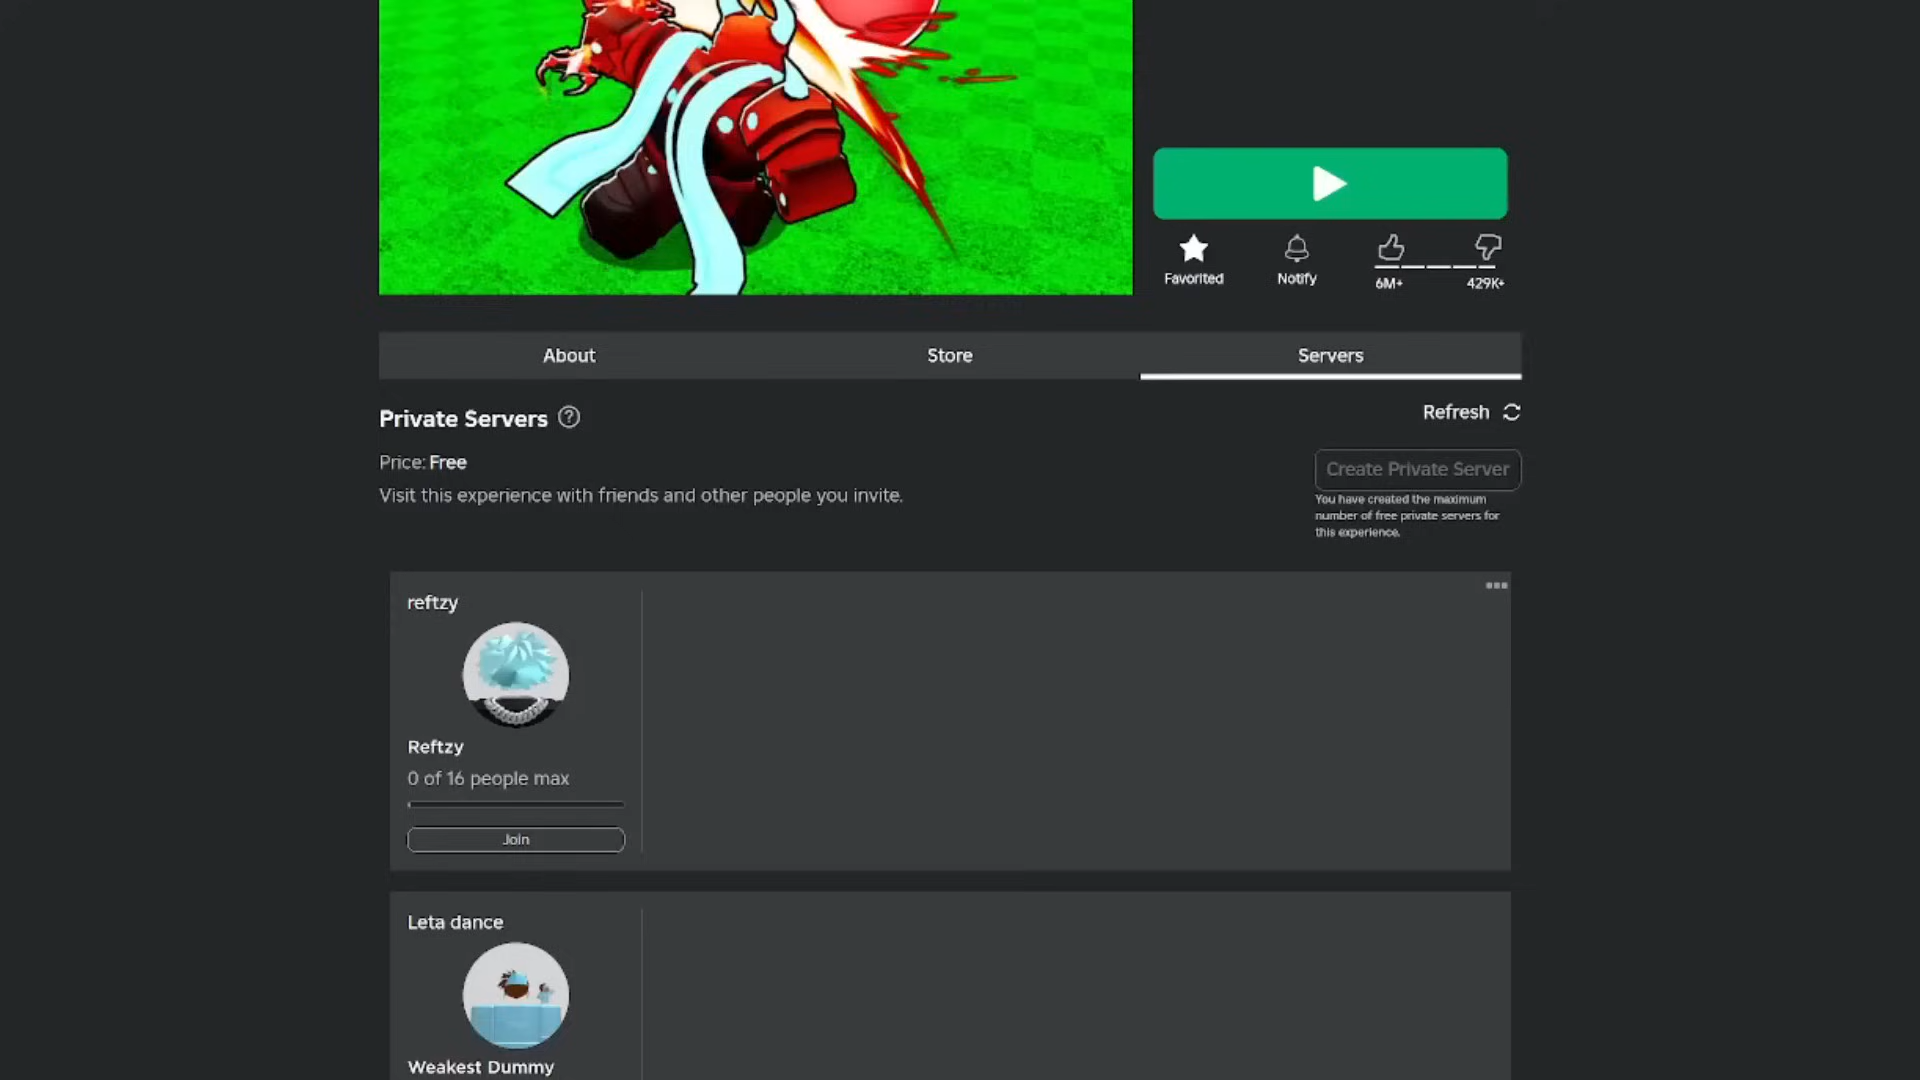 Favorited
Notify
6M+
429K+
About
Store
Servers
Private Servers
Refresh
Price: Free
Visit this experience with friends and other people you invite.
Create Private Server
You have created the maximum
number of free private servers for
this experience.
reftzy
Reftzy
0 of 16 people max
Join
Leta dance
Weakest Dummy